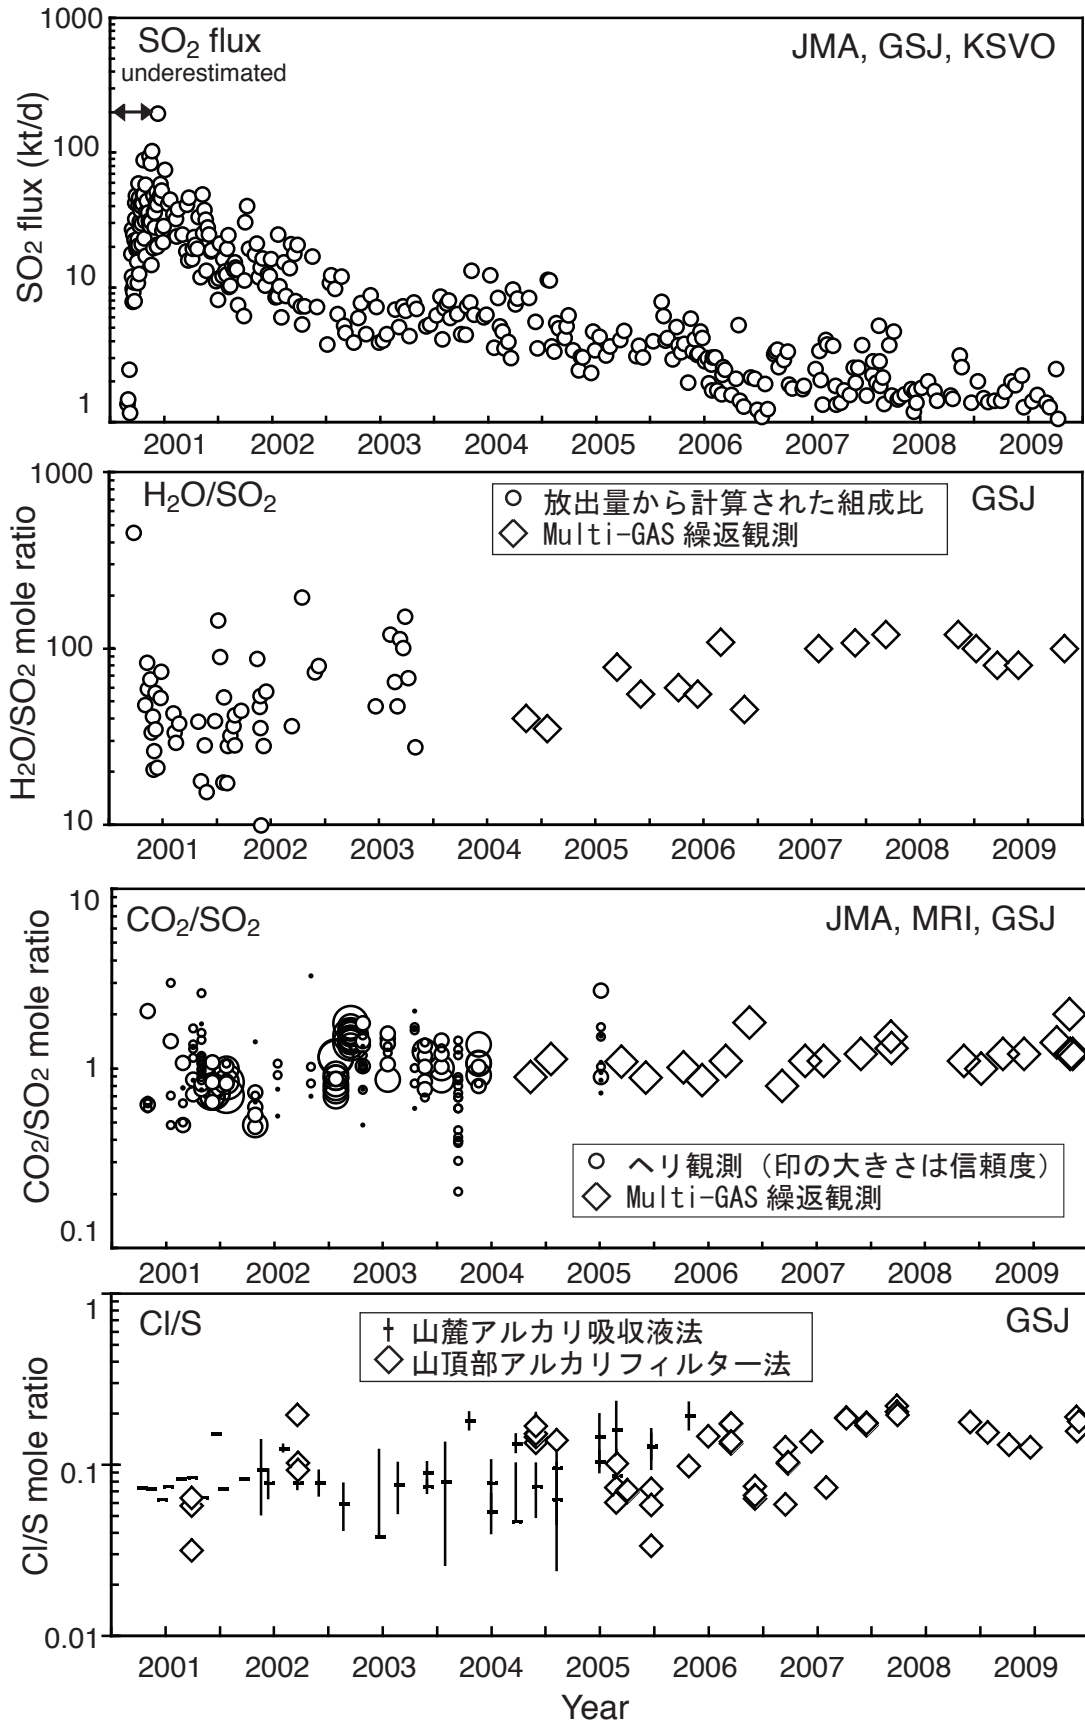 1000
SO2 flux
JMA, GSJ, KSVO
underestimated
100
10
1
SO2 flux (kt/d)
2001 2002 2003 2004 2005 2006 2007 2008 2009
1000
H2O/SO2
GSJ
放出量から計算された組成比
Multi-GAS 繰返観測
100
10
H2O/SO2 mole ratio
2001 2002 2003 2004 2005 2006 2007 2008 2009
10
CO2/SO2
JMA, MRI, GSJ
1
ヘリ観測（印の大きさは信頼度）
Multi-GAS 繰返観測
0.1
CO2/SO2 mole ratio
2001 2002 2003 2004 2005 2006 2007 2008 2009
1
Cl/S
GSJ
山麓アルカリ吸収液法
山頂部アルカリフィルター法
0.1
0.01
Cl/S mole ratio
2001 2002 2003 2004 2005 2006 2007 2008 2009
Year